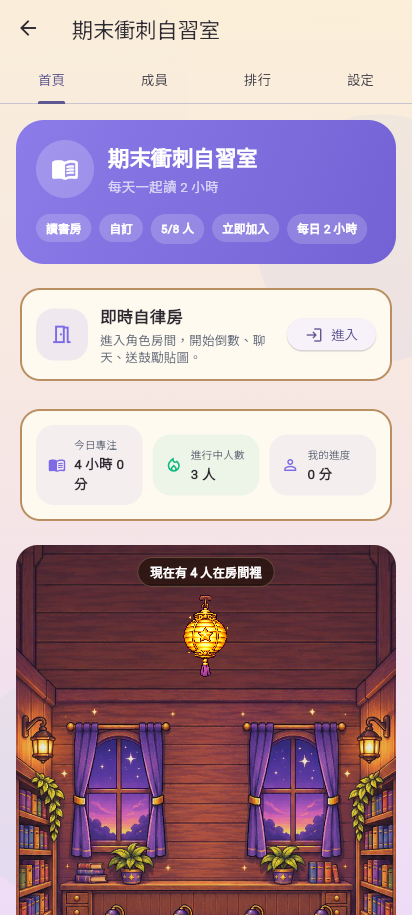 期末衝刺自習室
首頁 成員 排行 設定
期末衝刺自習室
每天一起讀 2 小時
讀書房 自訂 5/8 人 立即加入 每日 2 小時
即時自律房
進入角色房間，開始倒數、聊
天、送鼓勵貼圖。
進入
今日專注
4 小時 0
分
進行中人數
3 人
我的進度
0 分
現在有 4 人在房間裡